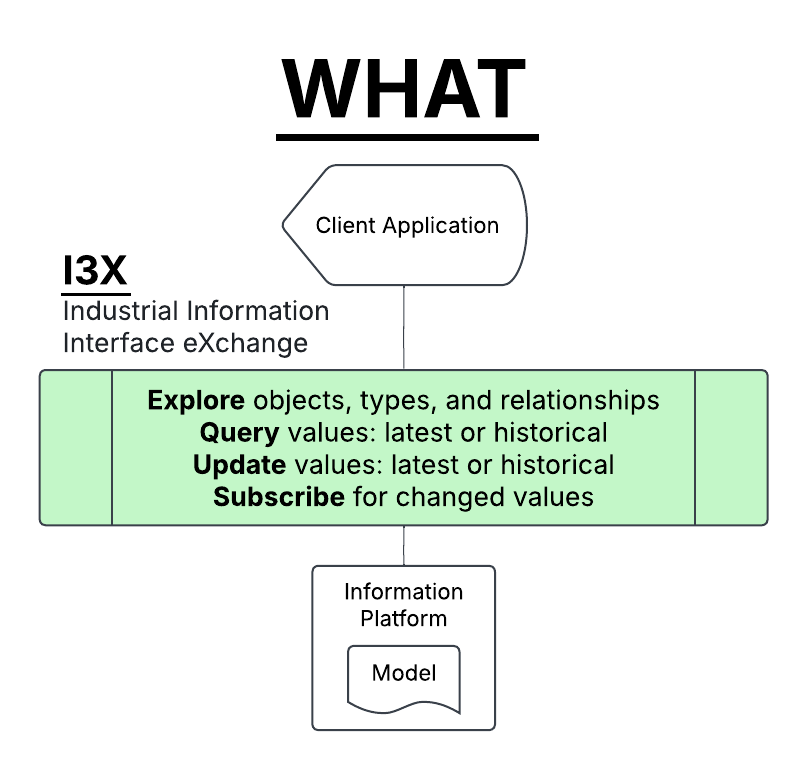 WHAT
Client Application
I3X
Industrial Information
Interface eXchange
Explore objects, types, and relationships
Query values: latest or historical
Update values: latest or historical
Subscribe for changed values
Information
Platform
Model